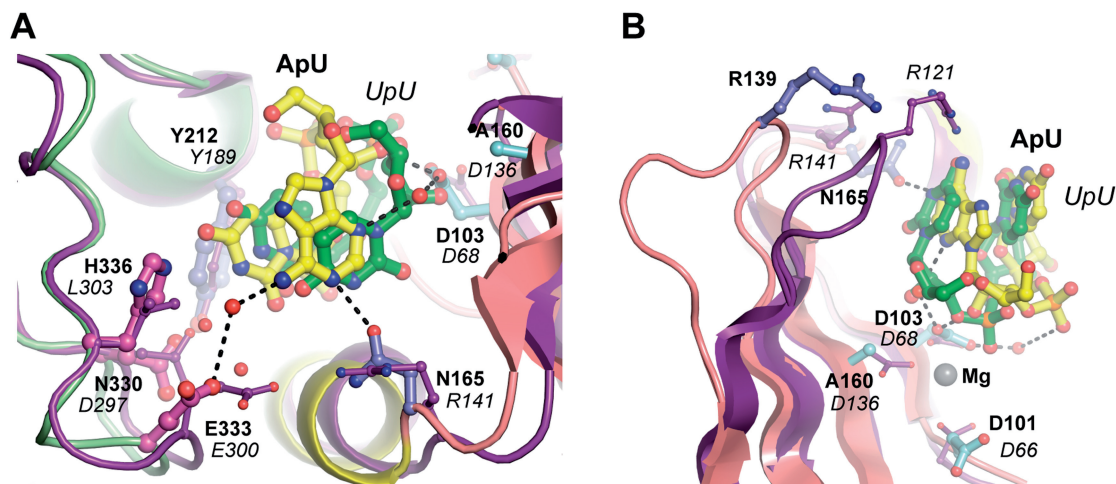 A
ApU
UpU
Y212
Y189
A160
D136
D103
D68
H336
L303
N330
D297
E333
E300
N165
R141
B
R139
R121
ApU
UpU
R141
N165
D103
D68
A160
D136
Mg
D101
D66